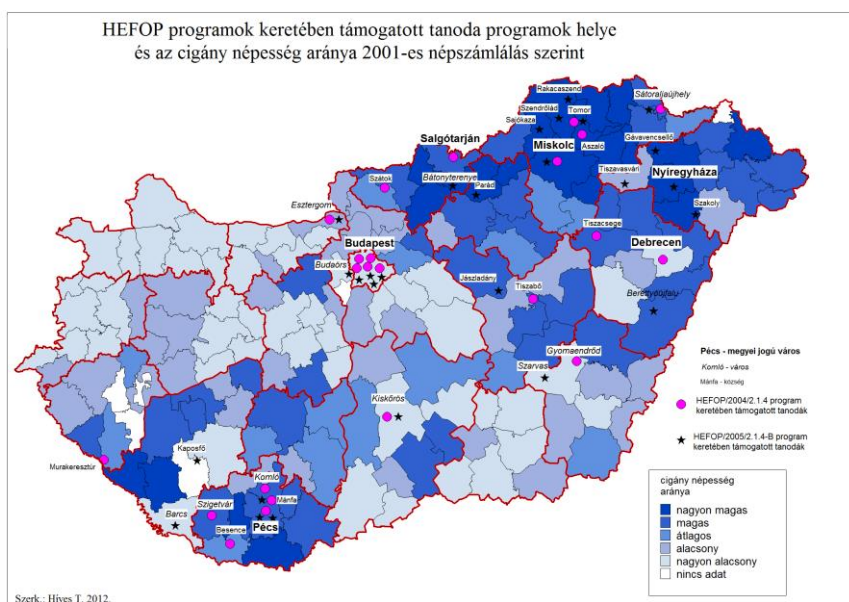 HEFOP programok keretében támogatott tanoda programok helye
és az cigány népesség aránya 2001-es népszámlálás szerint
Rakacaszend
Sátoraljaújhely
Szendrőlád
Tomor
Sajókaza
Gávavencsellő
Aszaló
Salgótarján
Miskolc
Bátonyterenye
Tiszavasvári
Nyíregyháza
Szátok
Parád
Szakoly
Esztergom
Tiszacsege
Budapest
Debrecen
Budaörs
Jászladány
Tiszabő
Berettyóújfalu
Gyomaendrőd
Szarvas
Kiskőrös
Kaposfő
Murakeresztúr
Komló
Mánfa
Szigetvár
Barcs
Pécs
Besence
Pécs - megyei jogú város
Komló - város
Mánfa - község
HEFOP/2004/2.1.4 program
keretében támogatott tanodák
HEFOP/2005/2.1.4-B program
keretében támogatott tanodák
cigány népesség
aránya
nagyon magas
magas
átlagos
alacsony
nagyon alacsony
nincs adat
Szerk.: Híves T. 2012.